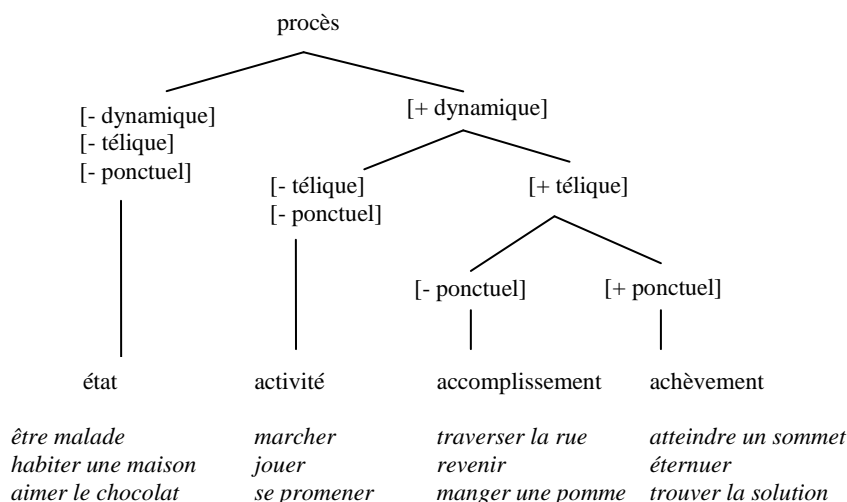 procès
[- dynamique]
[- télique]
[- ponctuel]
[+ dynamique]
[- télique]
[- ponctuel]
[+ télique]
[- ponctuel]
[+ ponctuel]
état
activité
accomplissement
achèvement
être malade
marcher
traverser la rue
atteindre un sommet
habiter une maison
jouer
revenir
éternuer
aimer le chocolat
se promener
manger une pomme
trouver la solution